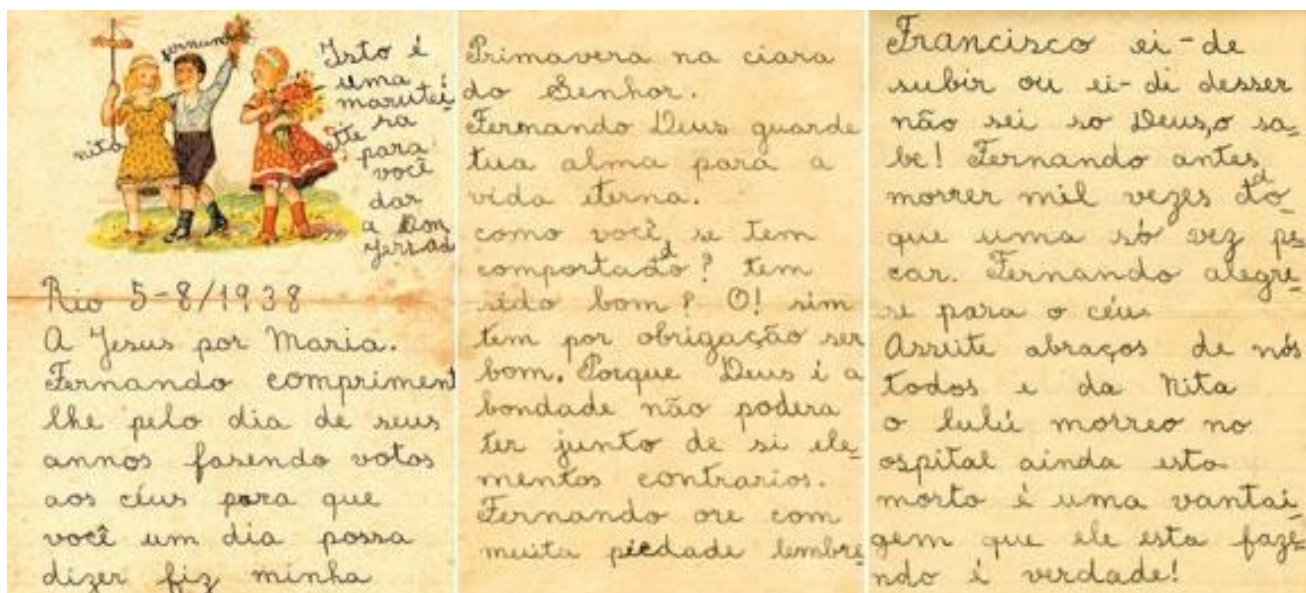 fernando
nita
Isto é
uma
marutei
ra
ette
para
você
dar
a Dom
Jerrad
Rio 5-8/1938
A Jesus por Maria.
Fernando compriment
lhe pelo dia de seus
annos fasendo votos
aos céus para que
você um dia possa
dizer fiz minha
Primavera na ciara
do Senhor.
Fernando Deus guarde
tua alma para a
vida eterna.
como você se tem
comportado? tem
sido bom? O! sim
tem por obrigação ser
bom. Porque Deus é a
bondade não podera
ter junto de si ele-
mentos contrarios.
Fernando ore com
muita piedade lembre
Francisco ei-de
subir ou ei-di desser
não sei so Deus,o sa-
be! Fernando antes
morrer mil vezes do
que uma só vez pe
car. Fernando alegre-
se para o céu
Asseite abraços de nós
todos e da Nita
o lulú morreo no
ospital ainda esta
morto é uma vantai
gem que ele esta faze-
ndo é verdade!